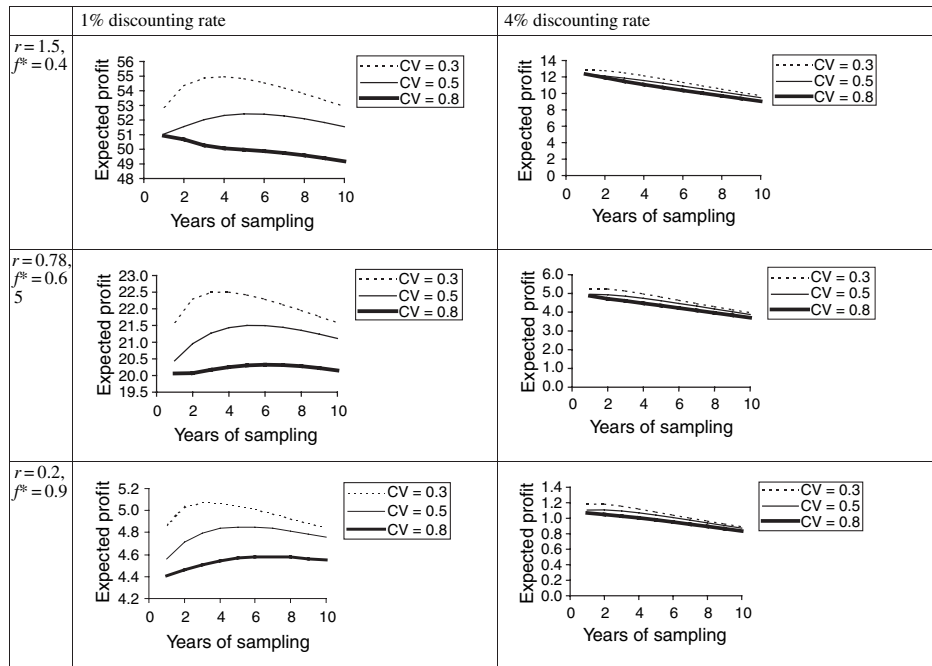 1% discounting rate
4% discounting rate
r = 1.5,
f* = 0.4
Expected profit
56
55
54
53
52
51
50
49
48
0 2 4 6 8 10
Years of sampling
CV = 0.3
CV = 0.5
CV = 0.8
Expected profit
14
12
10
8
6
4
2
0
0 2 4 6 8 10
Years of sampling
CV = 0.3
CV = 0.5
CV = 0.8
r = 0.78,
f* = 0.6
5
Expected profit
23.0
22.5
22.0
21.5
21.0
20.5
20.0
19.5
0 2 4 6 8 10
Years of sampling
CV = 0.3
CV = 0.5
CV = 0.8
Expected profit
6.0
5.0
4.0
3.0
2.0
1.0
0.0
0 2 4 6 8 10
Years of sampling
CV = 0.3
CV = 0.5
CV = 0.8
r = 0.2,
f* = 0.9
Expected profit
5.2
5.0
4.8
4.6
4.4
4.2
0 2 4 6 8 10
Years of sampling
CV = 0.3
CV = 0.5
CV = 0.8
Expected profit
1.4
1.2
1.0
0.8
0.6
0.4
0.2
0.0
0 2 4 6 8 10
Years of sampling
CV = 0.3
CV = 0.5
CV = 0.8